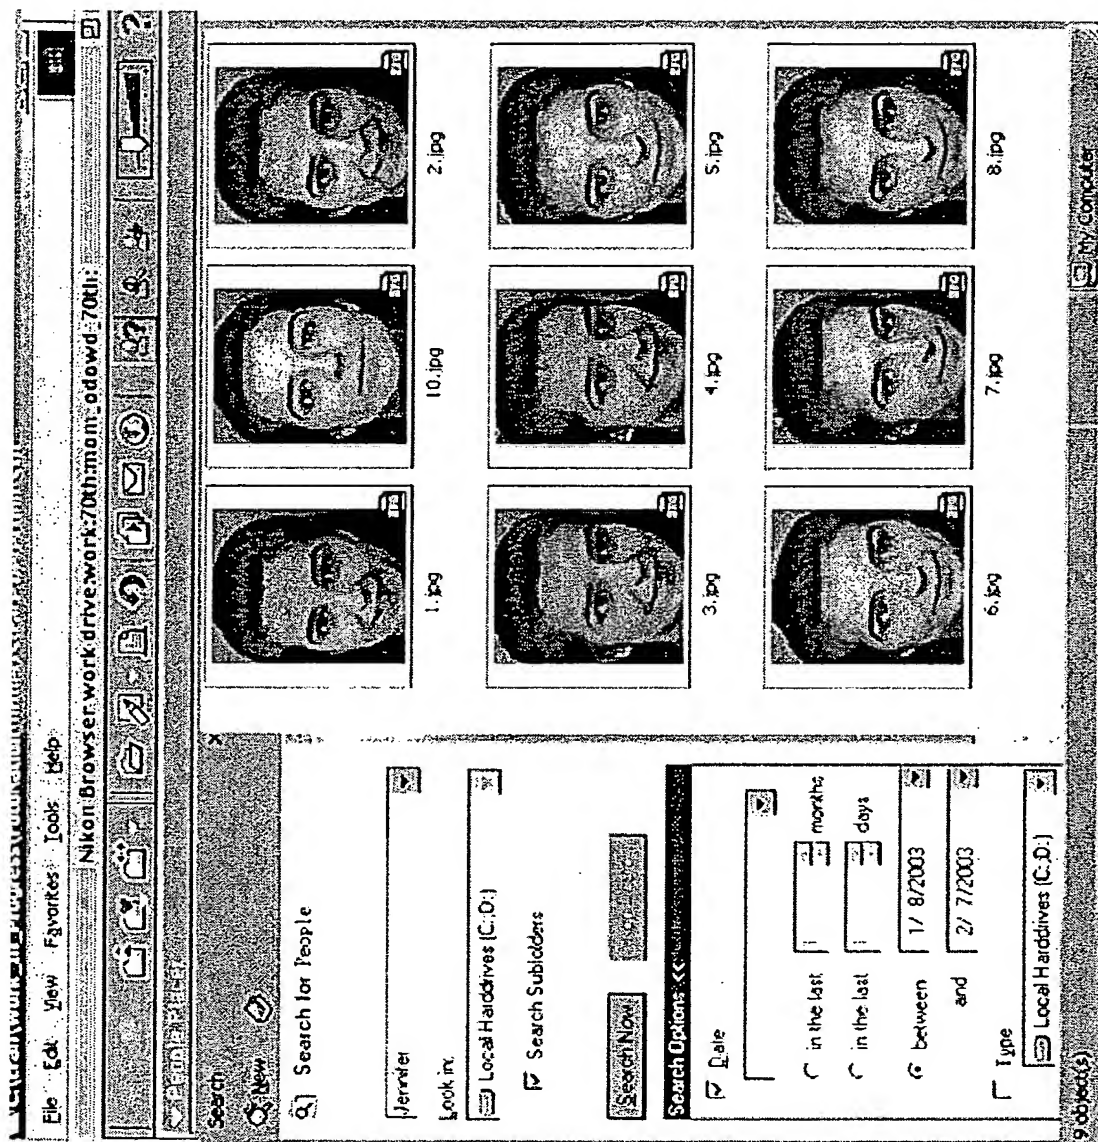 File Edit View Favorites Tools Help
Nikon Browser:work drive:work:70th:mom_odowd_70th:
Search
New
Search for People
Jennifer
Look in:
Local Harddrives (C:,D:)
Search Subfolders
Search Now
Search Options <<
Date
in the last 1 months
in the last 1 days
between 1/ 8/2003
and 2/ 7/2003
Type
Local Harddrives (C:,D:)
1.jpg 10.jpg 2.jpg
3.jpg 4.jpg 5.jpg
6.jpg 7.jpg 8.jpg
9 object(s) My Computer